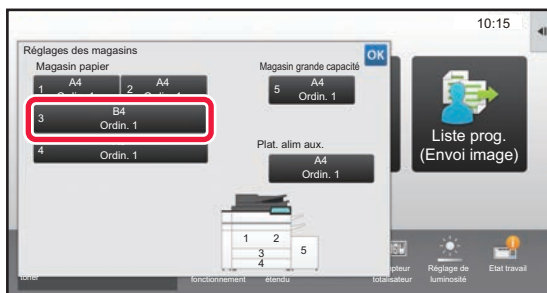 10:15
Réglages des magasins
OK
Magasin papier
Magasin grande capacité
1 A4
2 A4
5 A4
Ordin. 1
3 B4
Ordin. 1
4 Ordin. 1
Plat. alim aux.
A4
Ordin. 1
Liste prog.
(Envoi image)
1 2
3
4
5
toner
fonctionnement
étendu
totalisateur
Réglage de
luminosité
Etat travail